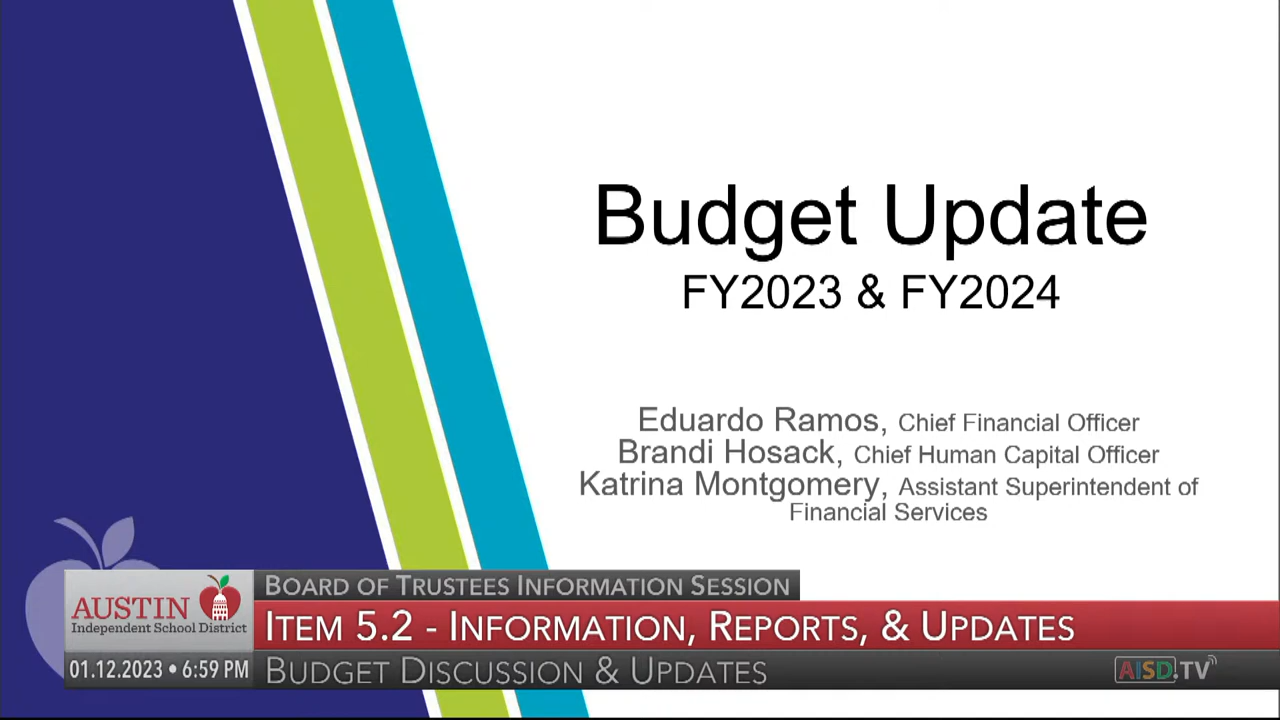 Budget Update
FY2023 & FY2024
Eduardo Ramos, Chief Financial Officer
Brandi Hosack, Chief Human Capital Officer
Katrina Montgomery, Assistant Superintendent of
Financial Services
AUSTIN
Independent School District
01.12.2023 • 6:59 PM
BOARD OF TRUSTEES INFORMATION SESSION
ITEM 5.2 - INFORMATION, REPORTS, & UPDATES
BUDGET DISCUSSION & UPDATES
AISD.TV